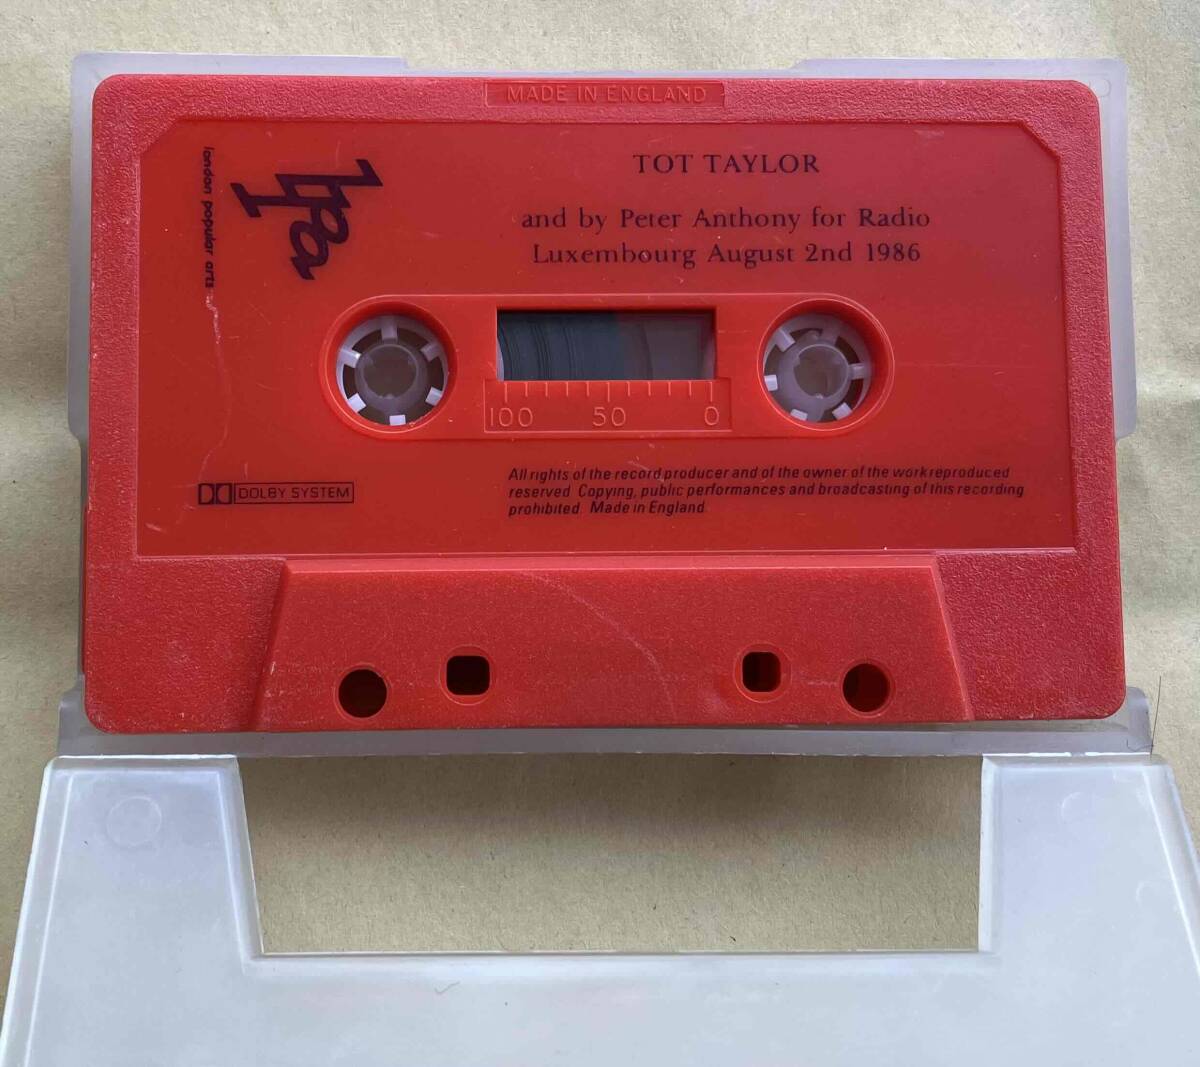 MADE IN ENGLAND
lpa
london popular arts
TOT TAYLOR
and by Peter Anthony for Radio
Luxembourg August 2nd 1986
100 50 0
DOLBY SYSTEM
All rights of the record producer and of the owner of the work reproduced
reserved Copying, public performances and broadcasting of this recording
prohibited. Made in England